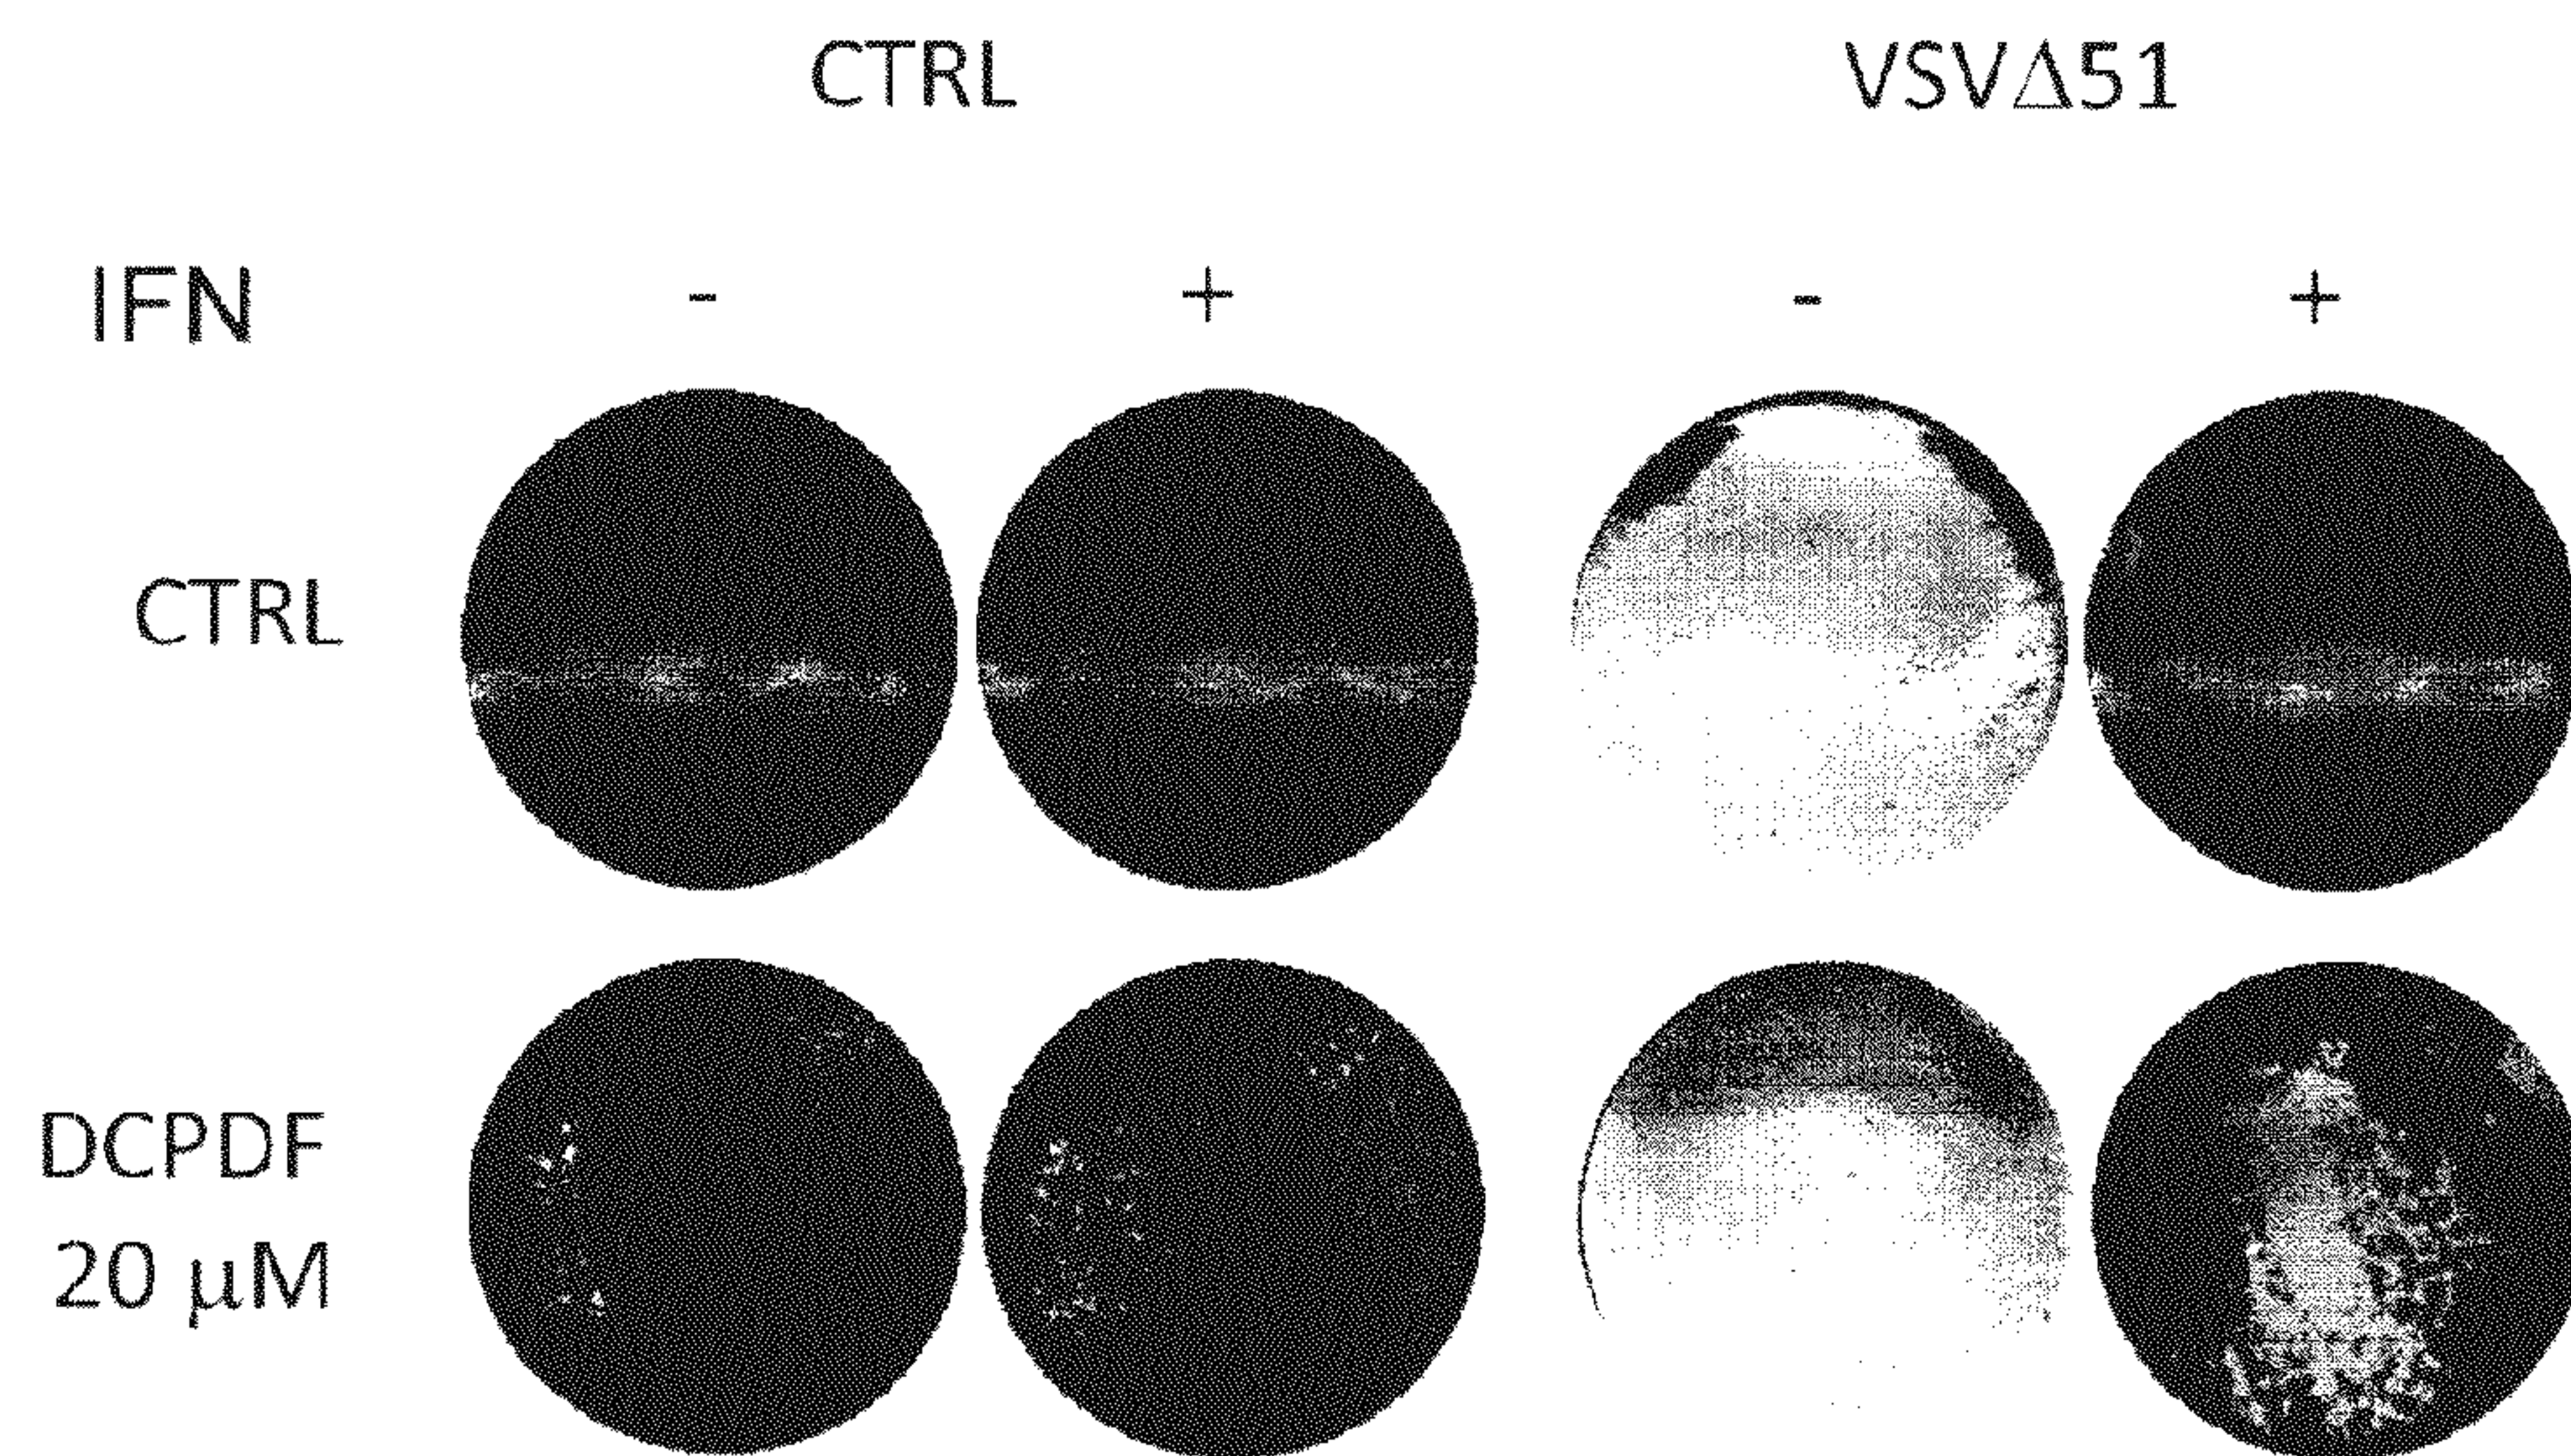 CTRL VSVΔ51
IFN - + - +
CTRL
DCPDF
20 μM